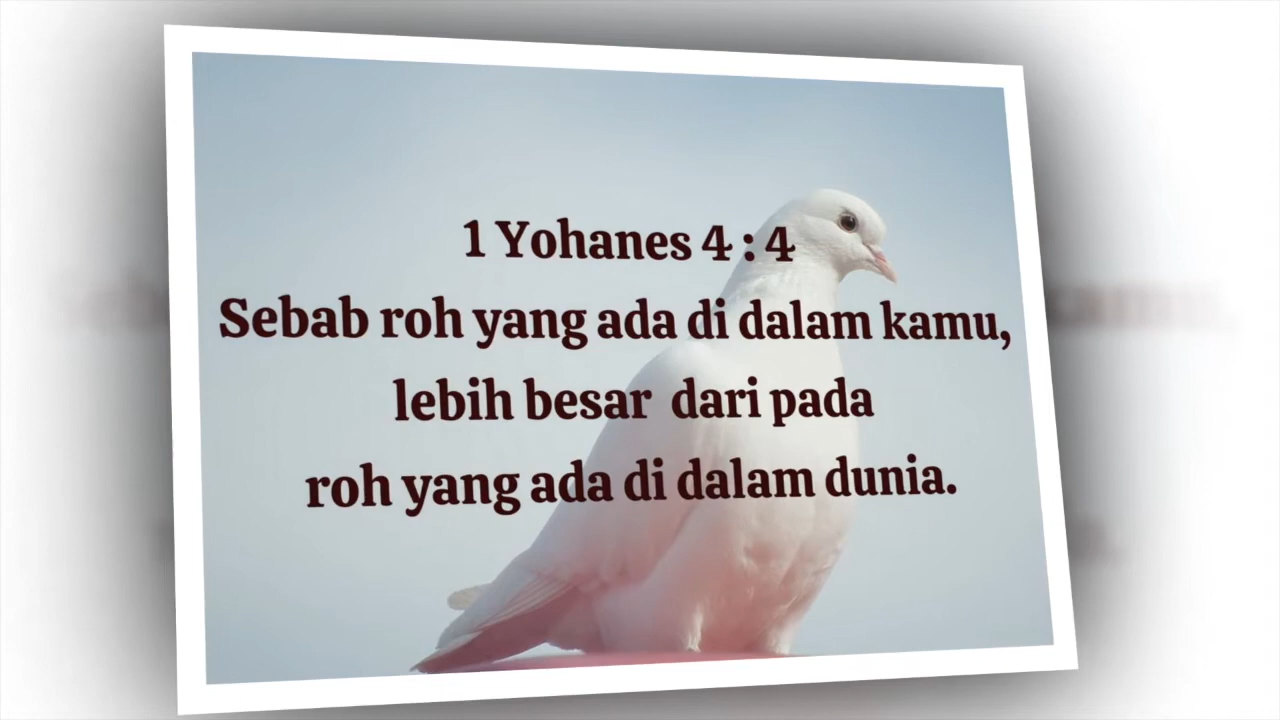 1 Yohanes 4 : 4
Sebab roh yang ada di dalam kamu,
lebih besar dari pada
roh yang ada di dalam dunia.